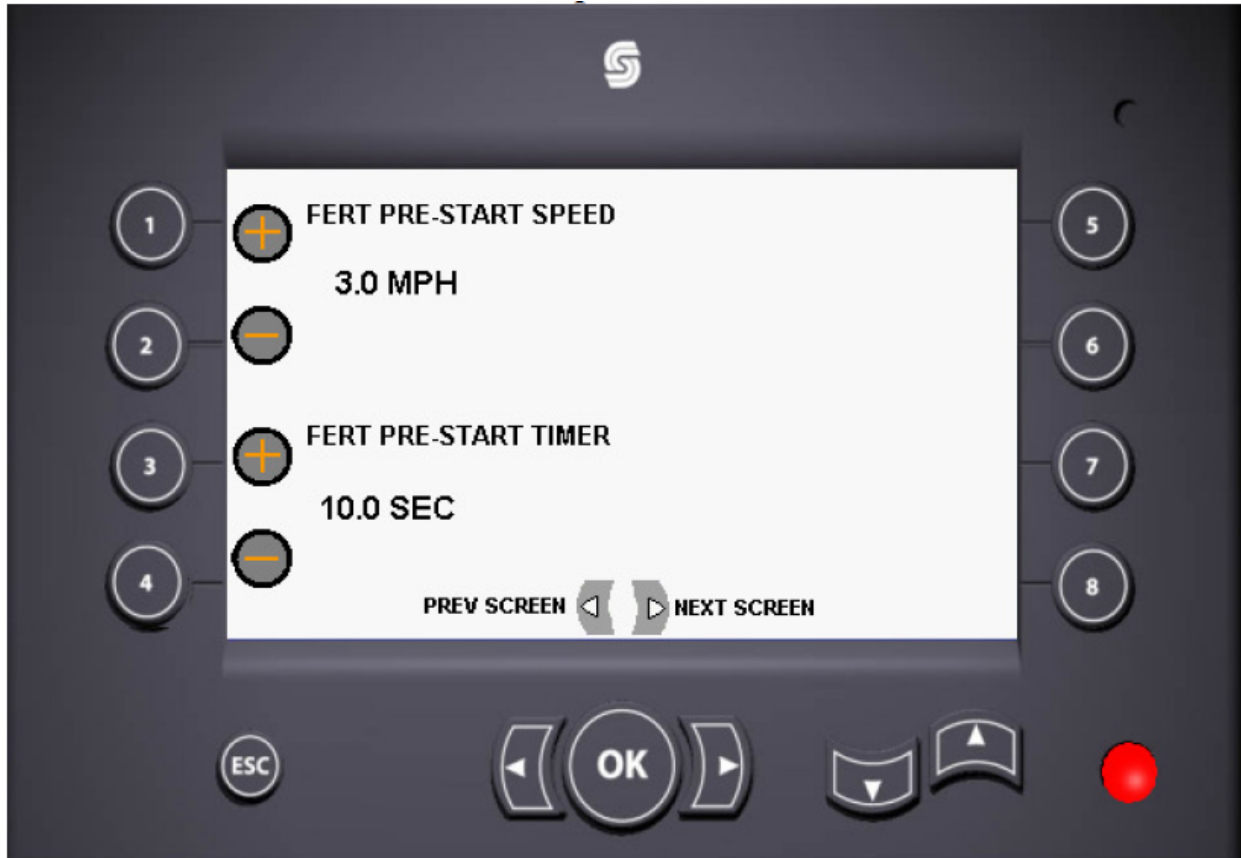 1
FERT PRE-START SPEED
5
3.0 MPH
2
6
FERT PRE-START TIMER
3
7
10.0 SEC
4
PREV SCREEN NEXT SCREEN
8
ESC
OK